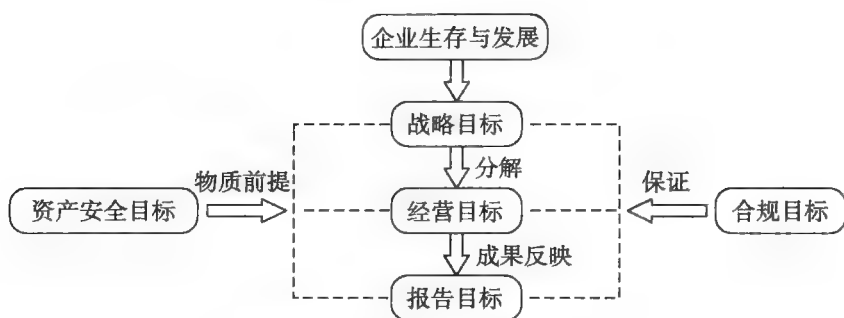 企业生存与发展
战略目标
分解
物质前提
保证
资产安全目标
经营目标
合规目标
成果反映
报告目标